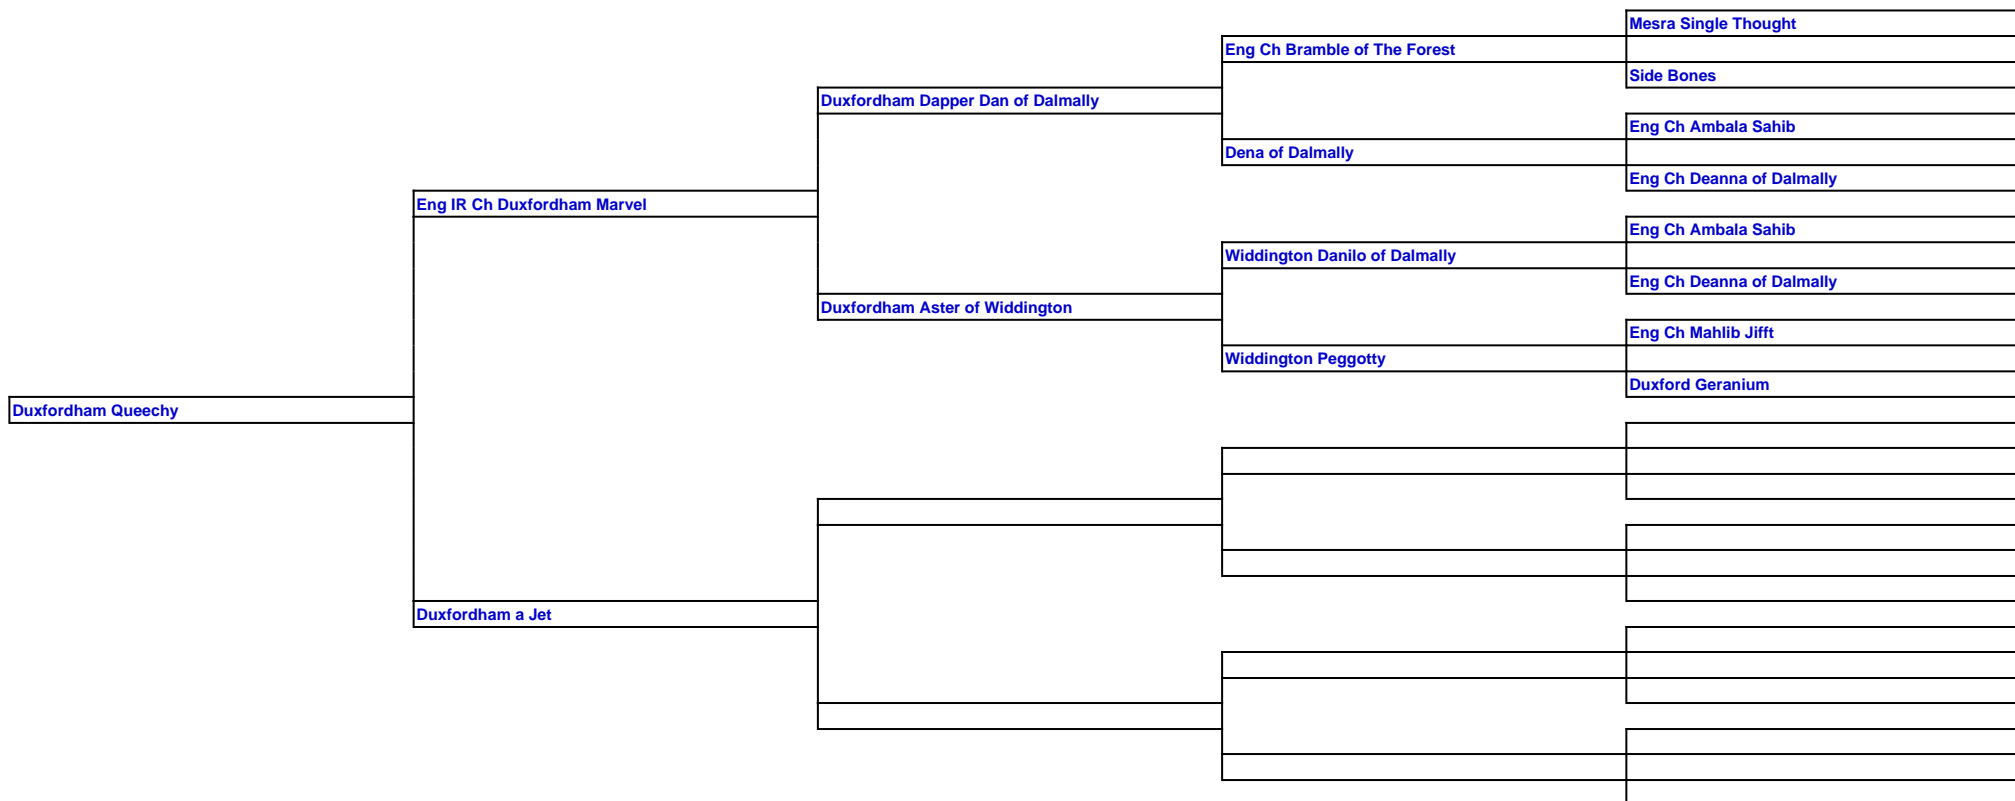 Mesra Single Thought
Eng Ch Bramble of The Forest
Side Bones
Duxfordham Dapper Dan of Dalmally
Eng Ch Ambala Sahib
Dena of Dalmally
Eng Ch Deanna of Dalmally
Eng IR Ch Duxfordham Marvel
Eng Ch Ambala Sahib
Widdington Danilo of Dalmally
Eng Ch Deanna of Dalmally
Duxfordham Aster of Widdington
Eng Ch Mahlib Jifft
Widdington Peggotty
Duxford Geranium
Duxfordham Queechy
Duxfordham a Jet